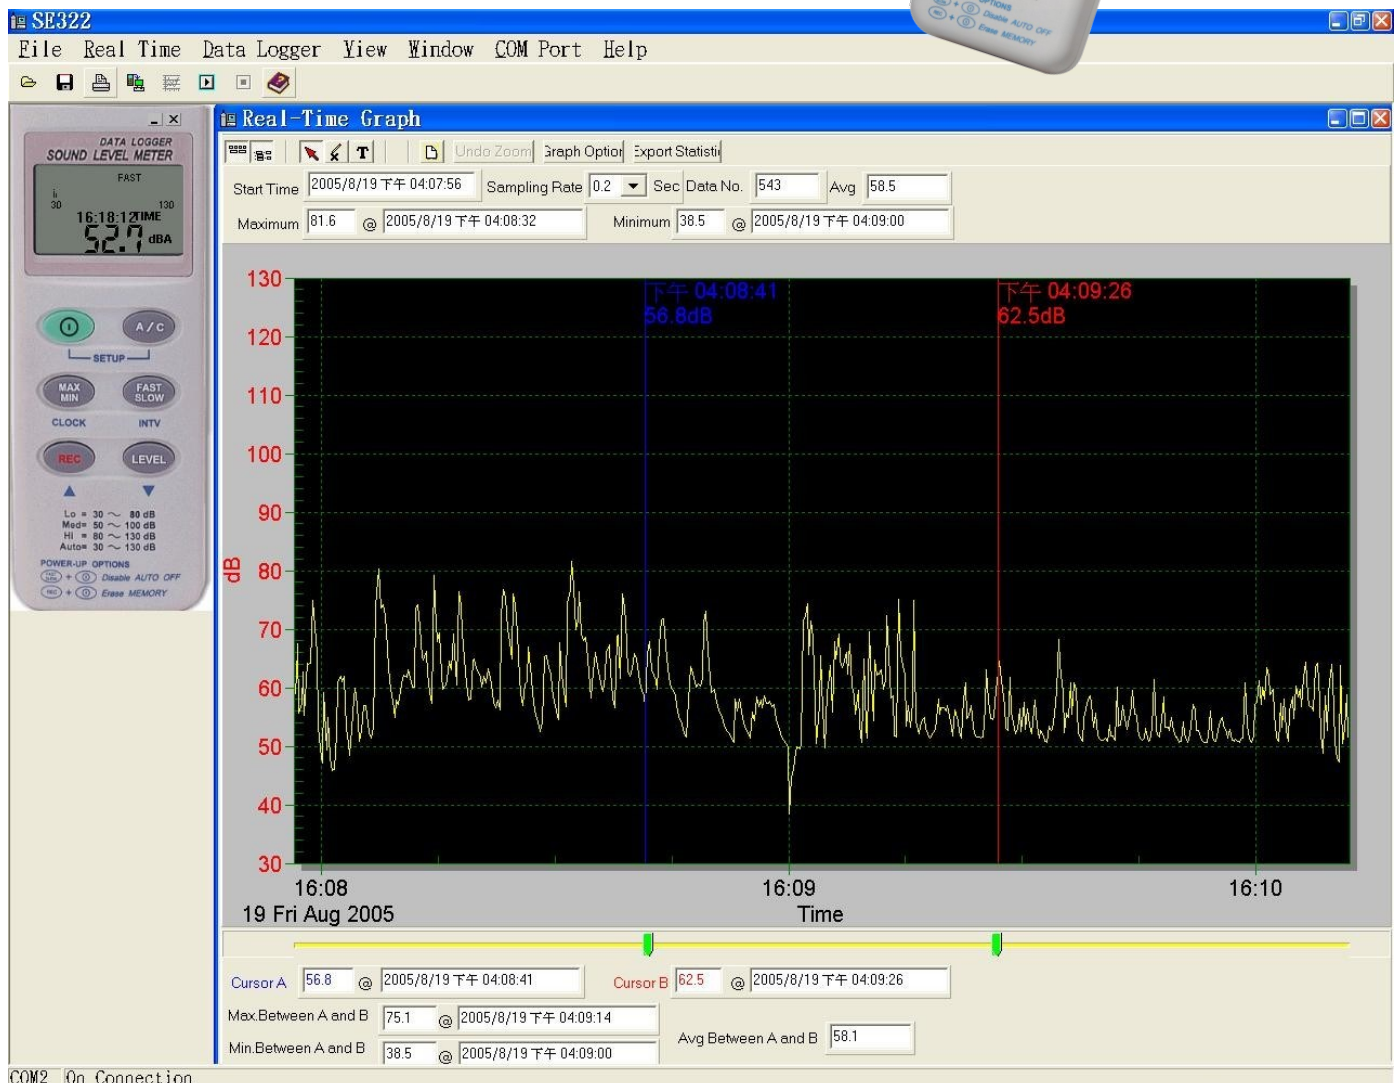 SE322
OPTIONS
Disable AUTO OFF
Erase MEMORY
File Real Time Data Logger View Window COM Port Help
DATA LOGGER
SOUND LEVEL METER
FAST
30 130
16:18:12 TIME
52.7 dBA
A/C
SETUP
MAX MIN
FAST SLOW
CLOCK INTV
REC LEVEL
Lo = 30 ~ 80 dB
Med= 50 ~ 100 dB
Hi = 80 ~ 130 dB
Auto= 30 ~ 130 dB
POWER-UP OPTIONS
+ Disable AUTO OFF
REC + Erase MEMORY
Real-Time Graph
T Undo Zoom Graph Option Export Statisti
Start Time 2005/8/19 下午 04:07:56 Sampling Rate 0.2 Sec Data No. 543 Avg 58.5
Maximum 81.6 @ 2005/8/19 下午 04:08:32 Minimum 38.5 @ 2005/8/19 下午 04:09:00
下午 04:08:41
56.8dB
下午 04:09:26
62.5dB
130
120
110
100
90
dB 80
70
60
50
40
30
16:08 16:09 16:10
19 Fri Aug 2005 Time
Cursor A 56.8 @ 2005/8/19 下午 04:08:41 Cursor B 62.5 @ 2005/8/19 下午 04:09:26
Max.Between A and B 75.1 @ 2005/8/19 下午 04:09:14
Avg Between A and B 58.1
Min.Between A and B 38.5 @ 2005/8/19 下午 04:09:00
COM2 On Connection